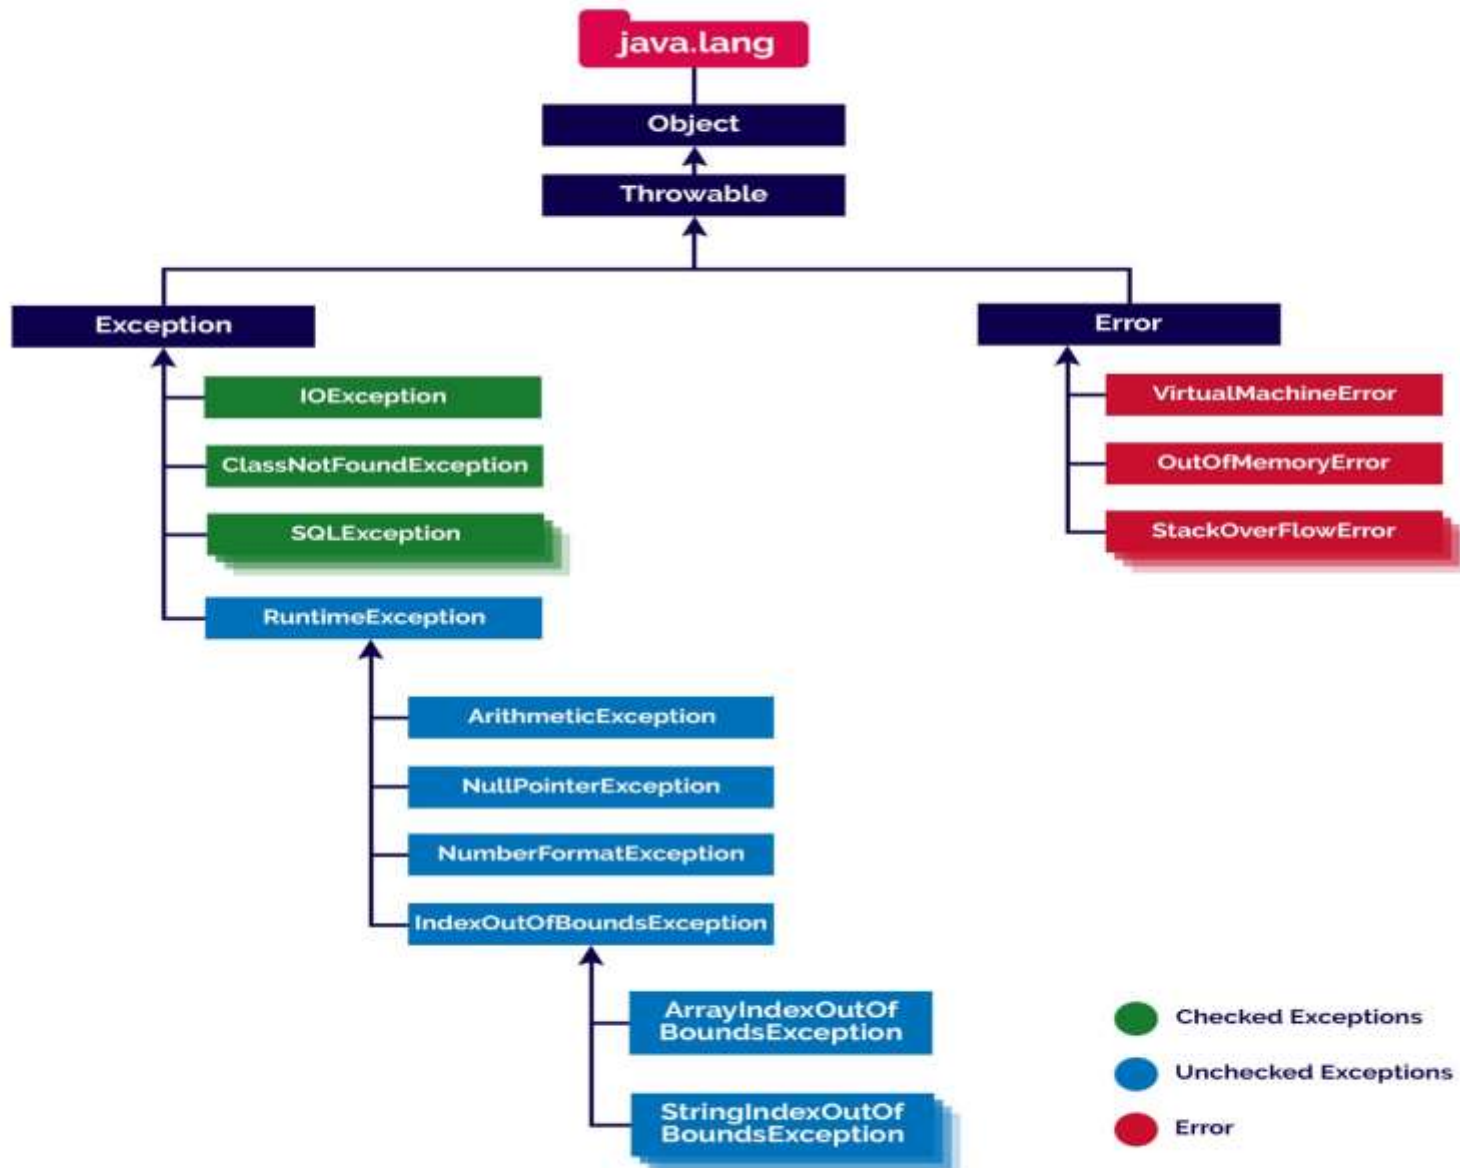 java.lang
Object
Throwable
Exception
Error
IOException
ClassNotFoundException
SQLException
RuntimeException
VirtualMachineError
OutOfMemoryError
StackOverFlowError
ArithmeticException
NullPointerException
NumberFormatException
IndexOutOfBoundsException
ArrayIndexOutOf
BoundsException
StringIndexOutOf
BoundsException
Checked Exceptions
Unchecked Exceptions
Error